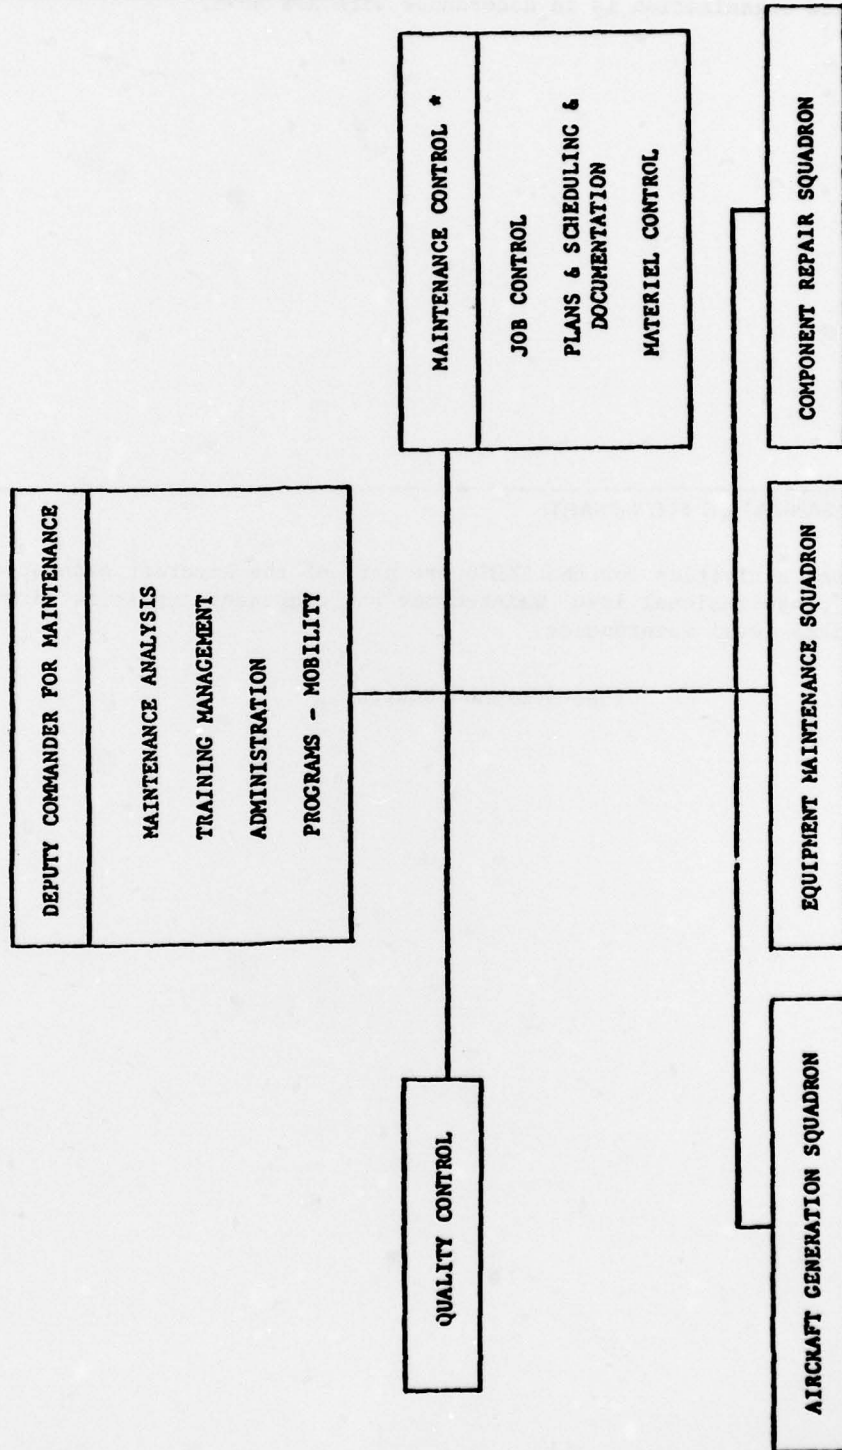 DEPUTY COMMANDER FOR MAINTENANCE
MAINTENANCE ANALYSIS
TRAINING MANAGEMENT
ADMINISTRATION
PROGRAMS - MOBILITY
QUALITY CONTROL
MAINTENANCE CONTROL *
JOB CONTROL
PLANS & SCHEDULING &
DOCUMENTATION
MATERIEL CONTROL
AIRCRAFT GENERATION SQUADRON
EQUIPMENT MAINTENANCE SQUADRON
COMPONENT REPAIR SQUADRON